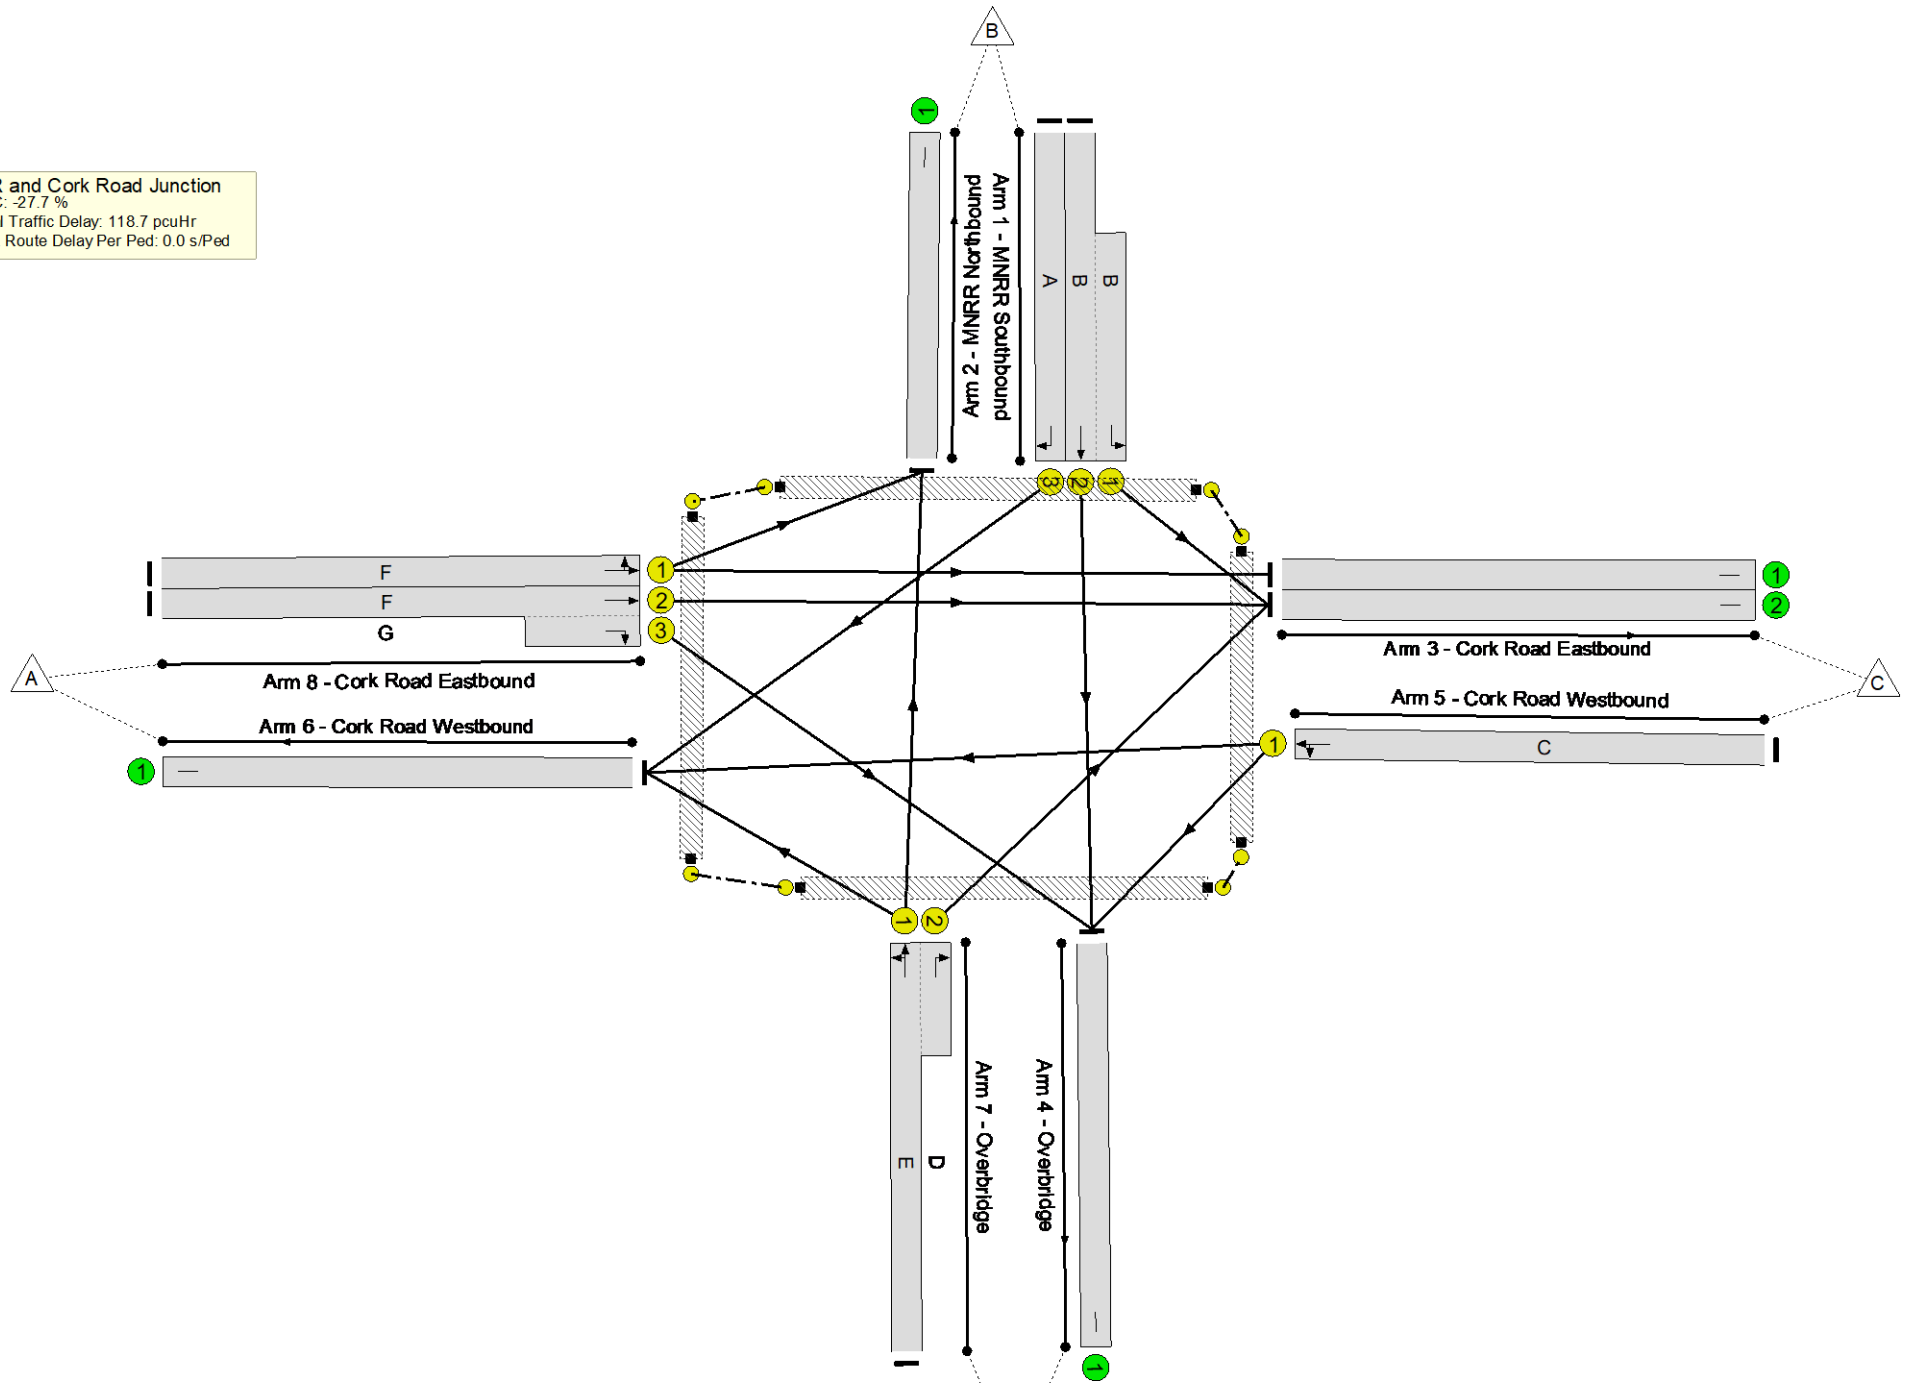 B
1
R and Cork Road Junction
C: -27.7 %
l Traffic Delay: 118.7 pcuHr
Route Delay Per Ped: 0.0 s/Ped
Arm 2 - MNRR Northbound
Arm 1 - MNRR Southbound
A
B
B
3
2
1
F
F
G
1
2
3
1
2
Arm 3 - Cork Road Eastbound
A
Arm 8 - Cork Road Eastbound
Arm 6 - Cork Road Westbound
C
Arm 5 - Cork Road Westbound
1
1
C
1
2
E
D
Arm 7 - Overbridge
Arm 4 - Overbridge
1